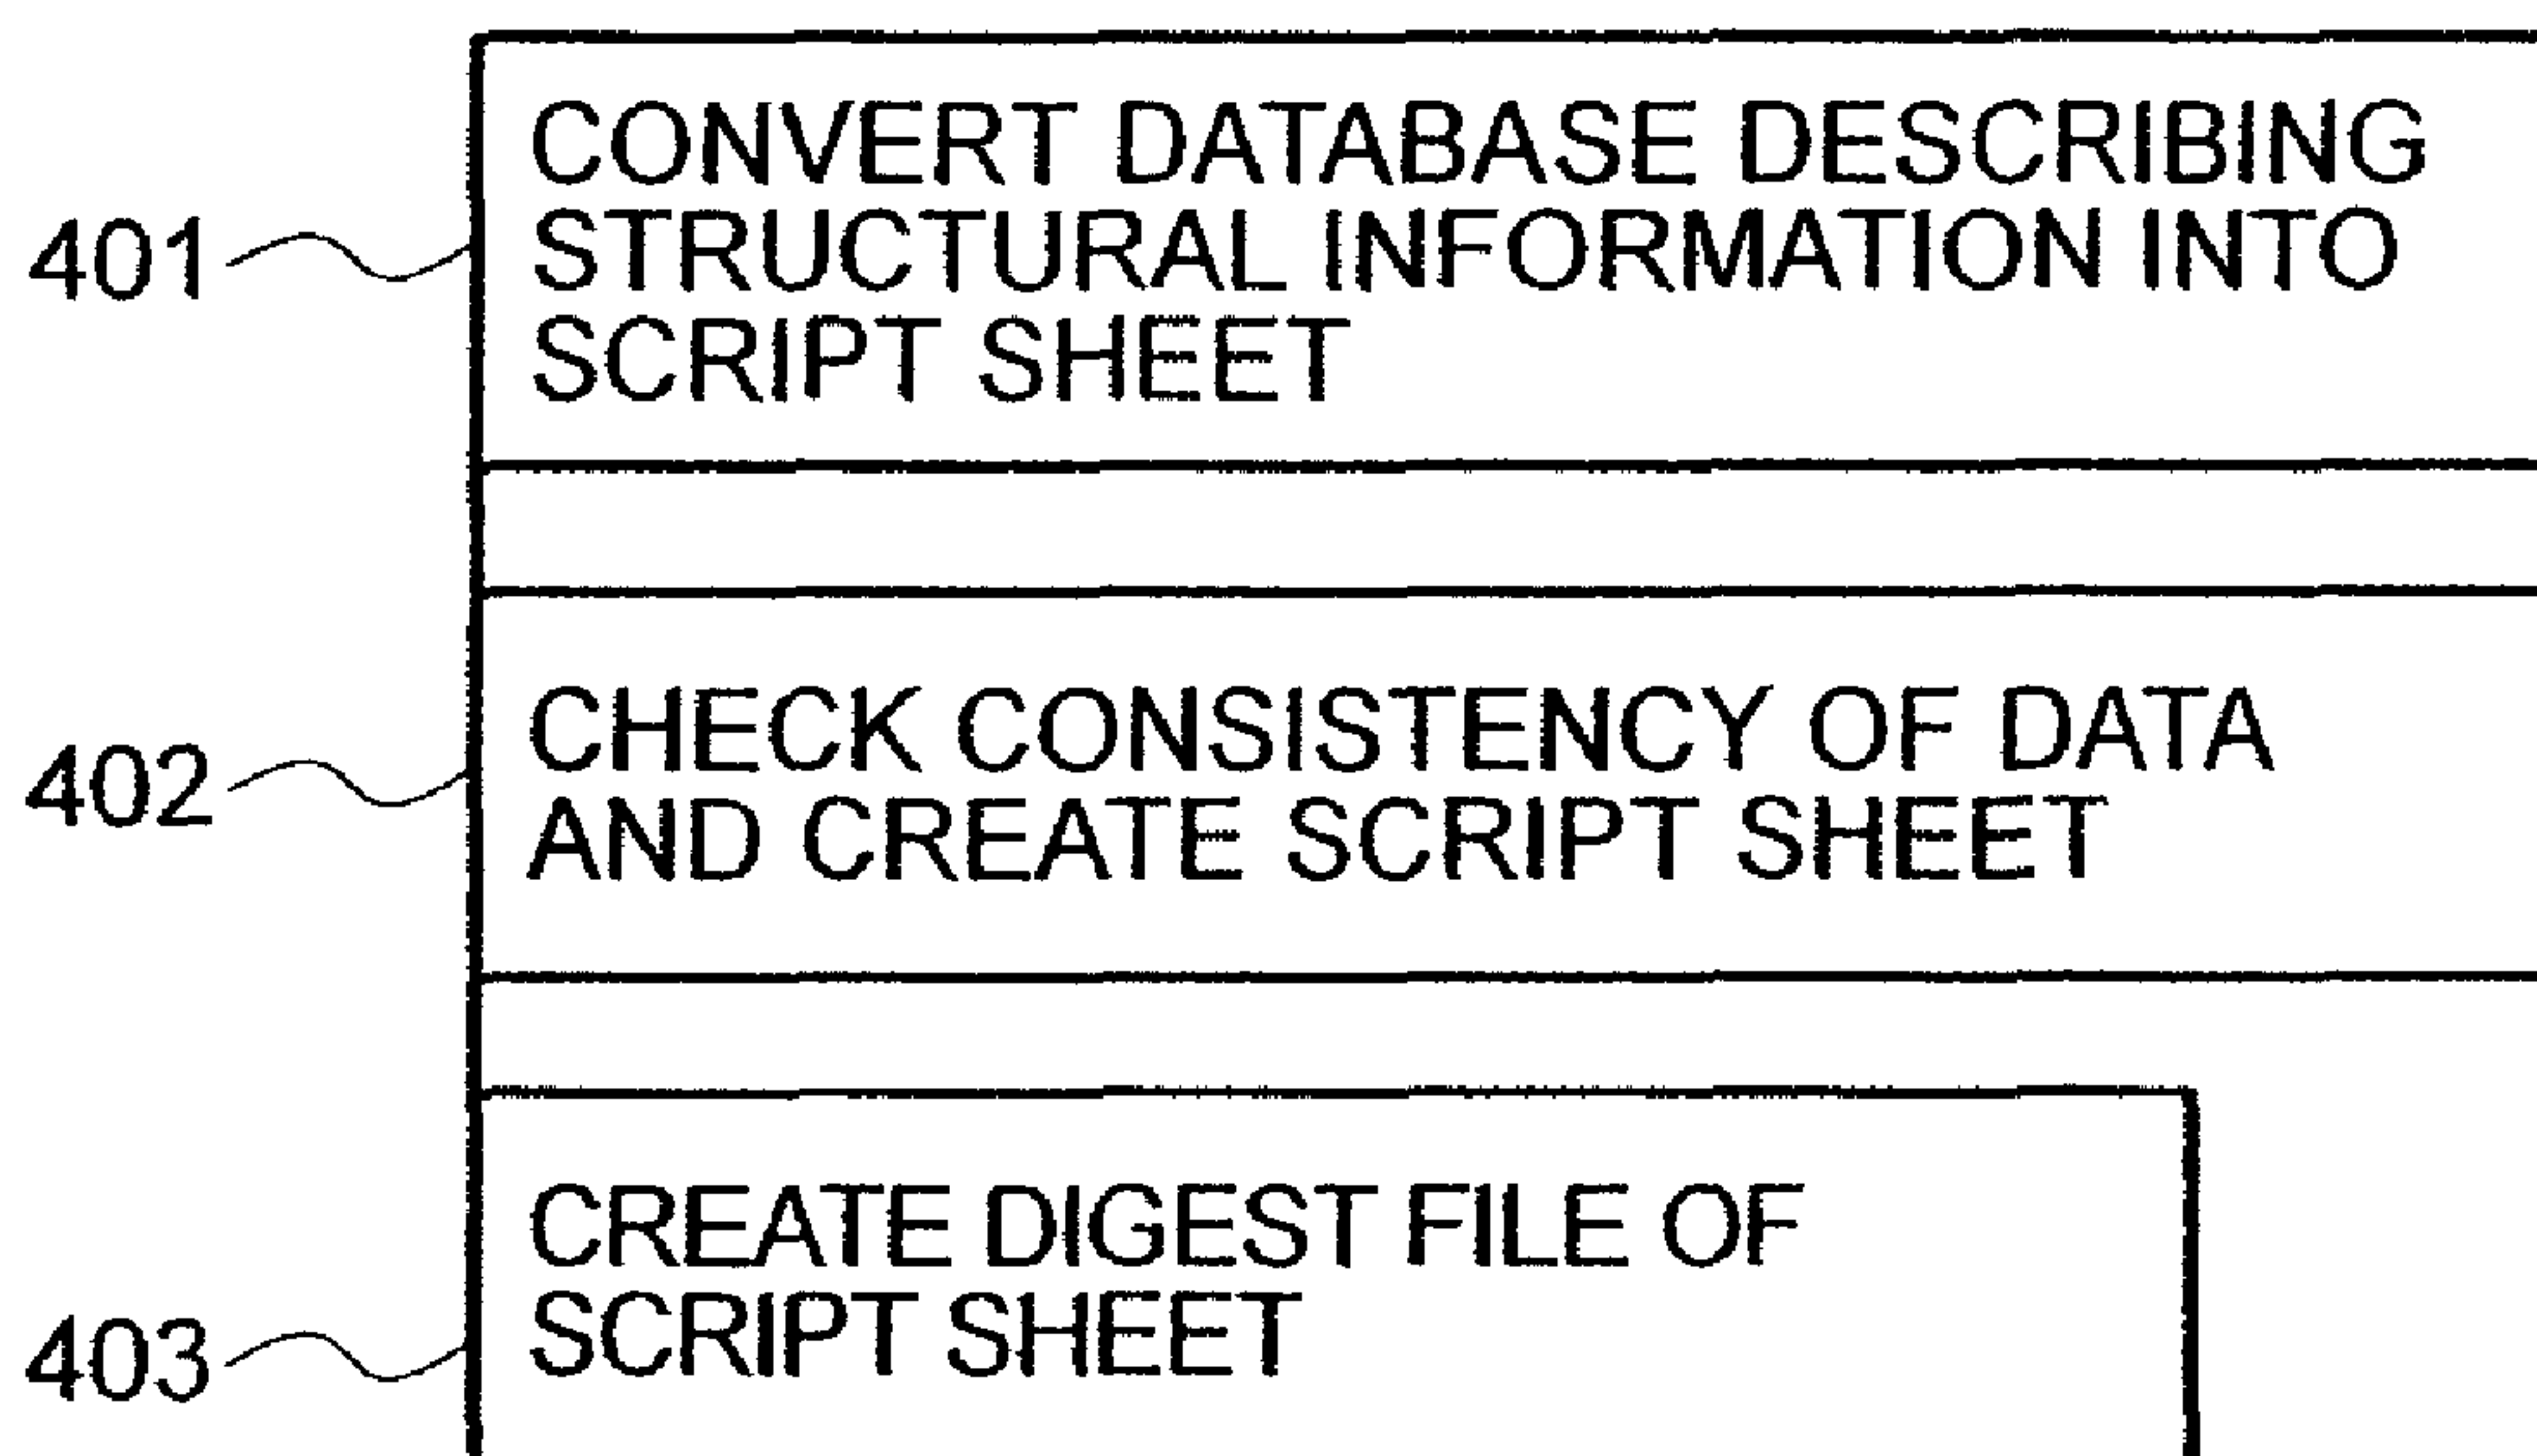 CONVERT DATABASE DESCRIBING
401 STRUCTURAL INFORMATION INTO
SCRIPT SHEET
402 CHECK CONSISTENCY OF DATA
AND CREATE SCRIPT SHEET
CREATE DIGEST FILE OF
403 SCRIPT SHEET